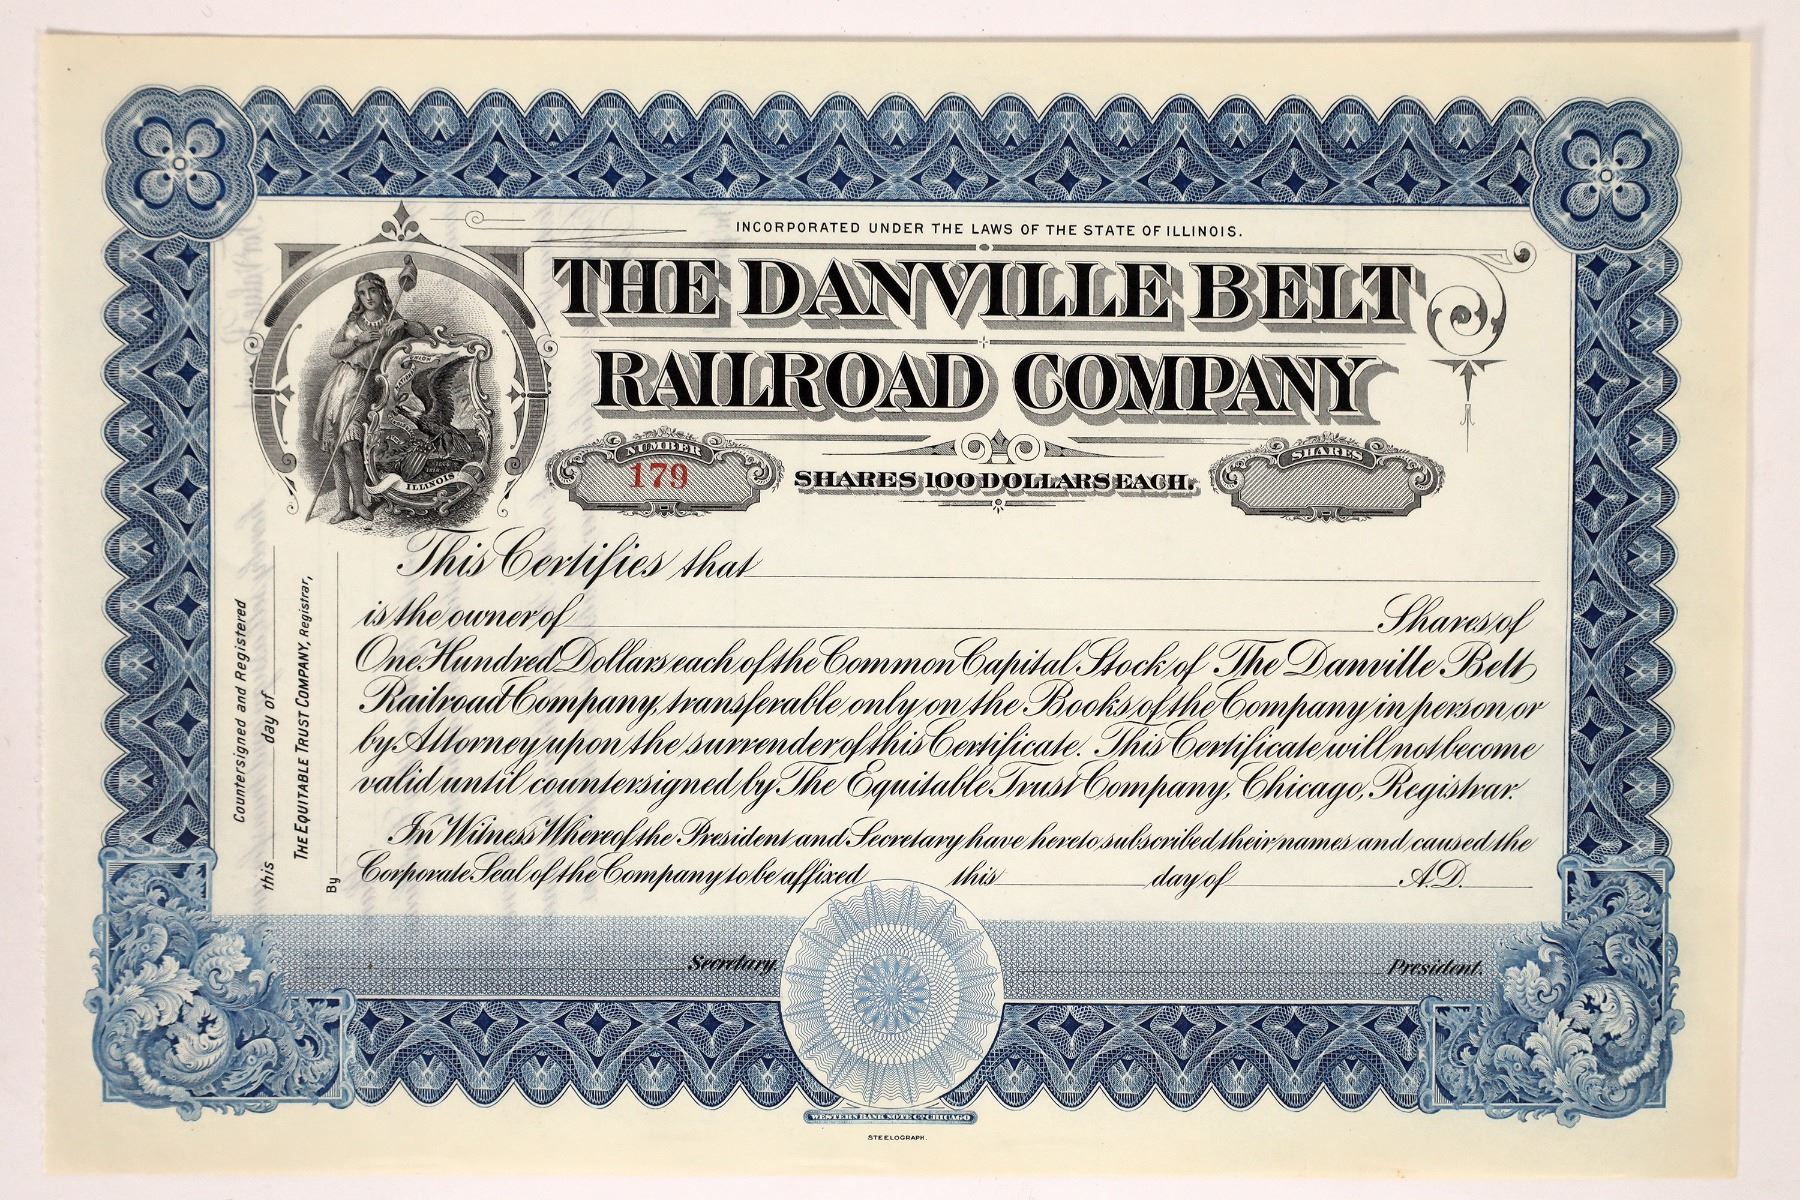 INCORPORATED UNDER THE LAWS OF THE STATE OF ILLINOIS.
THE DANVILLE BELT
RAILROAD COMPANY
NUMBER
179
SHARES 100 DOLLARS EACH.
SHARES
UNION
ILLINOIS
This Certifies that
is the owner of Shares of
One Hundred Dollars each of the Common Capital Stock of The Danville Belt
Railroad Company, transferable only on the Books of the Company in person or
by Attorney upon the surrender of this Certificate. This Certificate will not become
valid until countersigned by The Equitable Trust Company, Chicago, Registrar.
In Witness Whereof the President and Secretary have hereto subscribed their names and caused the
Corporate Seal of the Company to be affixed this day of A.D.
Secretary.
President.
Countersigned and Registered
this day of
THE EQUITABLE TRUST COMPANY, Registrar,
By
WESTERN BANK NOTE CO. CHICAGO
STEELOGRAPH.